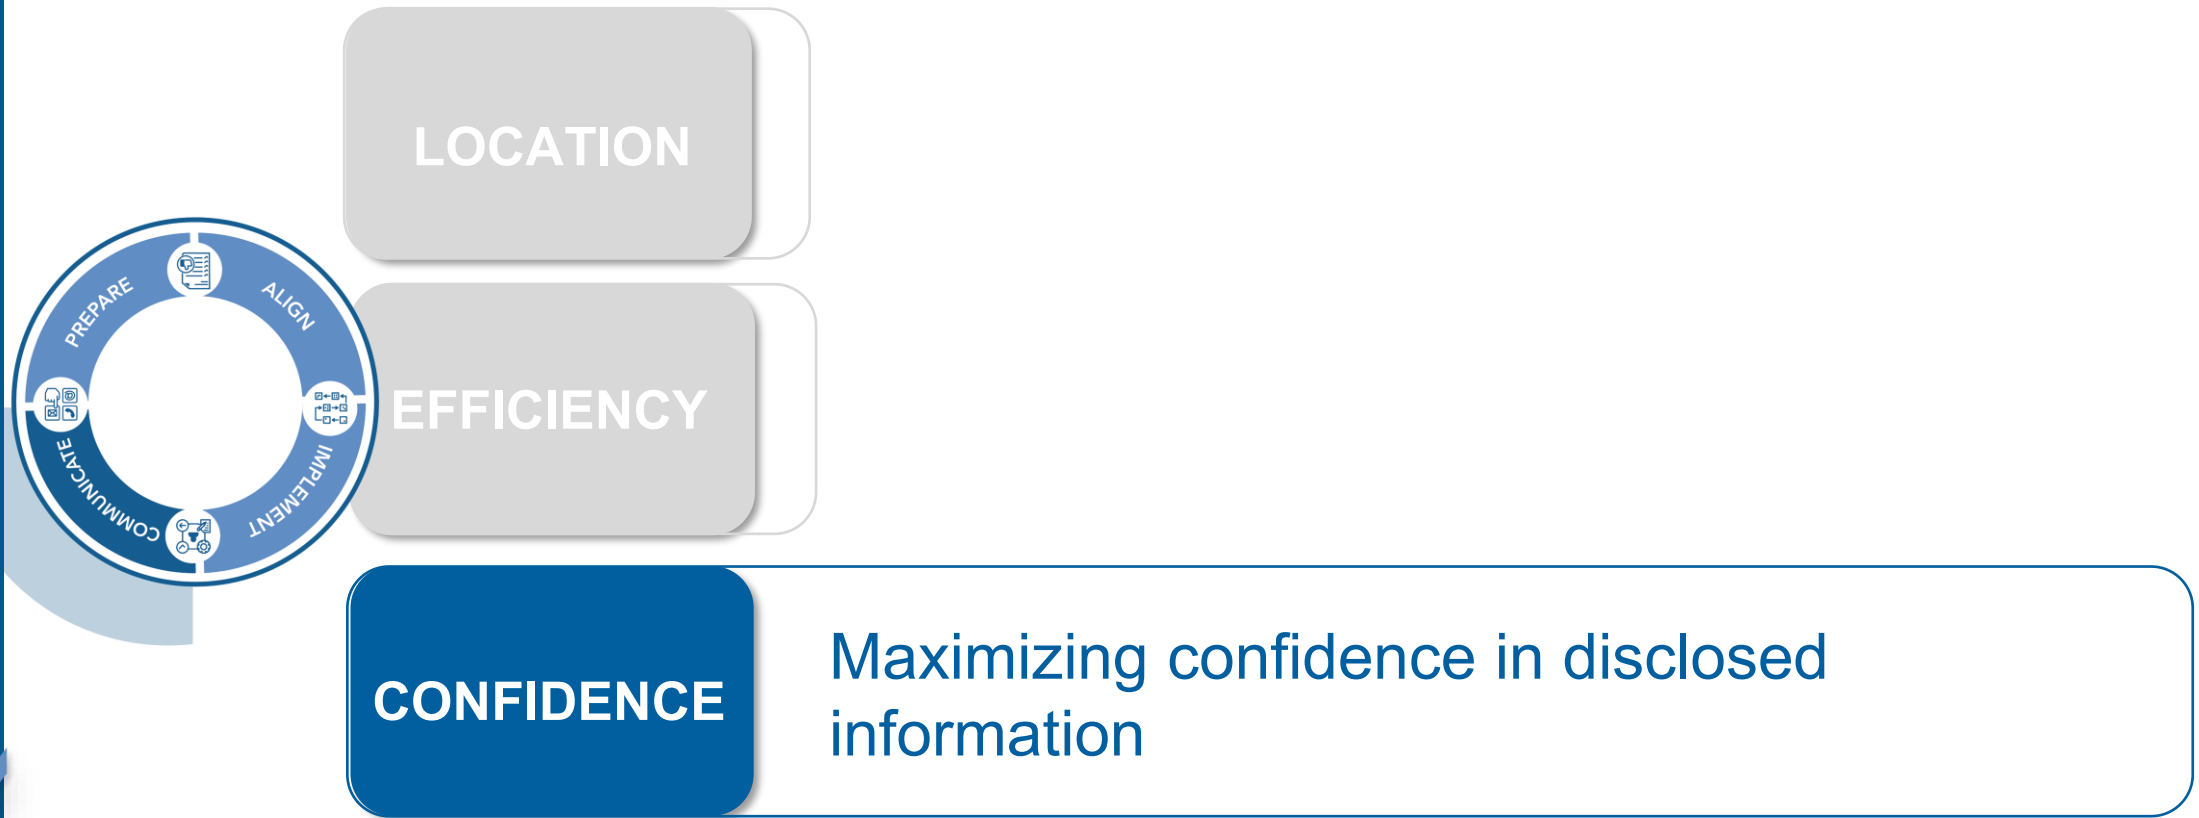 LOCATION
PREPARE
ALIGN
EFFICIENCY
COMMUNICATE
IMPLEMENT
CONFIDENCE
Maximizing confidence in disclosed
information